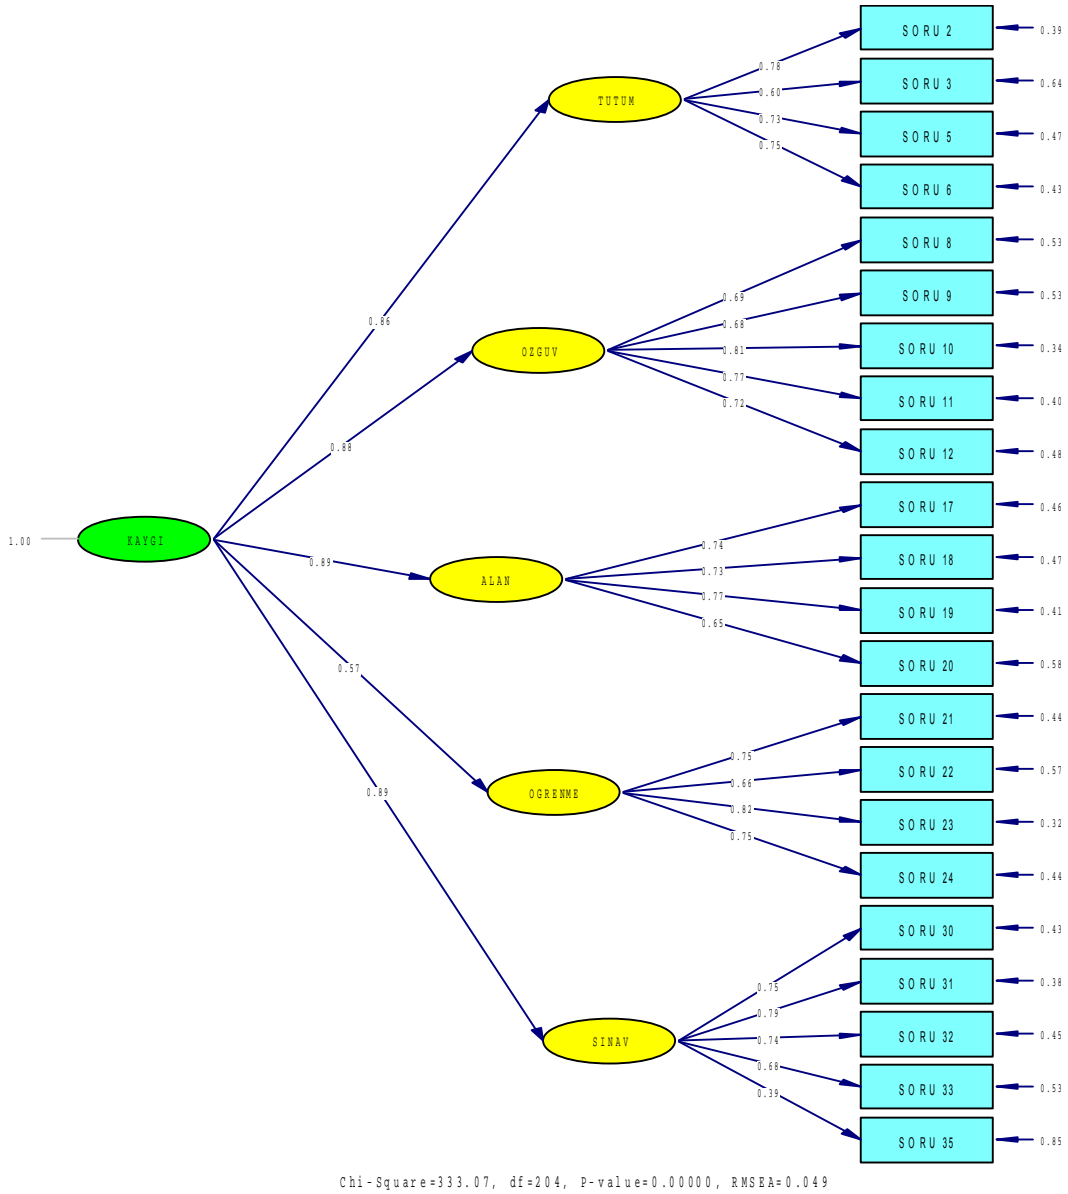 SORU 2
0.39
0.78
SORU 3
0.64
0.60
TUTUM
0.73
SORU 5
0.47
0.75
SORU 6
0.43
SORU 8
0.53
0.69
SORU 9
0.53
0.86
0.68
OZGUV
0.81
SORU 10
0.34
0.77
SORU 11
0.40
0.72
0.88
SORU 12
0.48
SORU 17
0.46
1.00
KAYGI
0.74
0.89
0.73
SORU 18
0.47
ALAN
0.77
SORU 19
0.41
0.65
SORU 20
0.58
0.57
SORU 21
0.44
0.75
SORU 22
0.57
0.66
0.89
OGRENME
0.82
SORU 23
0.32
0.75
SORU 24
0.44
SORU 30
0.43
0.75
SORU 31
0.38
0.79
SINAV
0.74
SORU 32
0.45
0.68
SORU 33
0.53
0.39
SORU 35
0.85
Chi-Square=333.07, df=204, P-value=0.00000, RMSEA=0.049